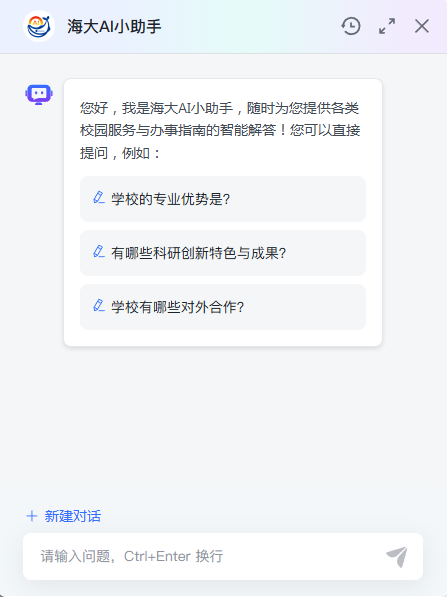 海大AI小助手
您好，我是海大AI小助手，随时为您提供各类
校园服务与办事指南的智能解答！您可以直接
提问，例如：
学校的专业优势是?
有哪些科研创新特色与成果?
学校有哪些对外合作?
新建对话
请输入问题，Ctrl+Enter 换行